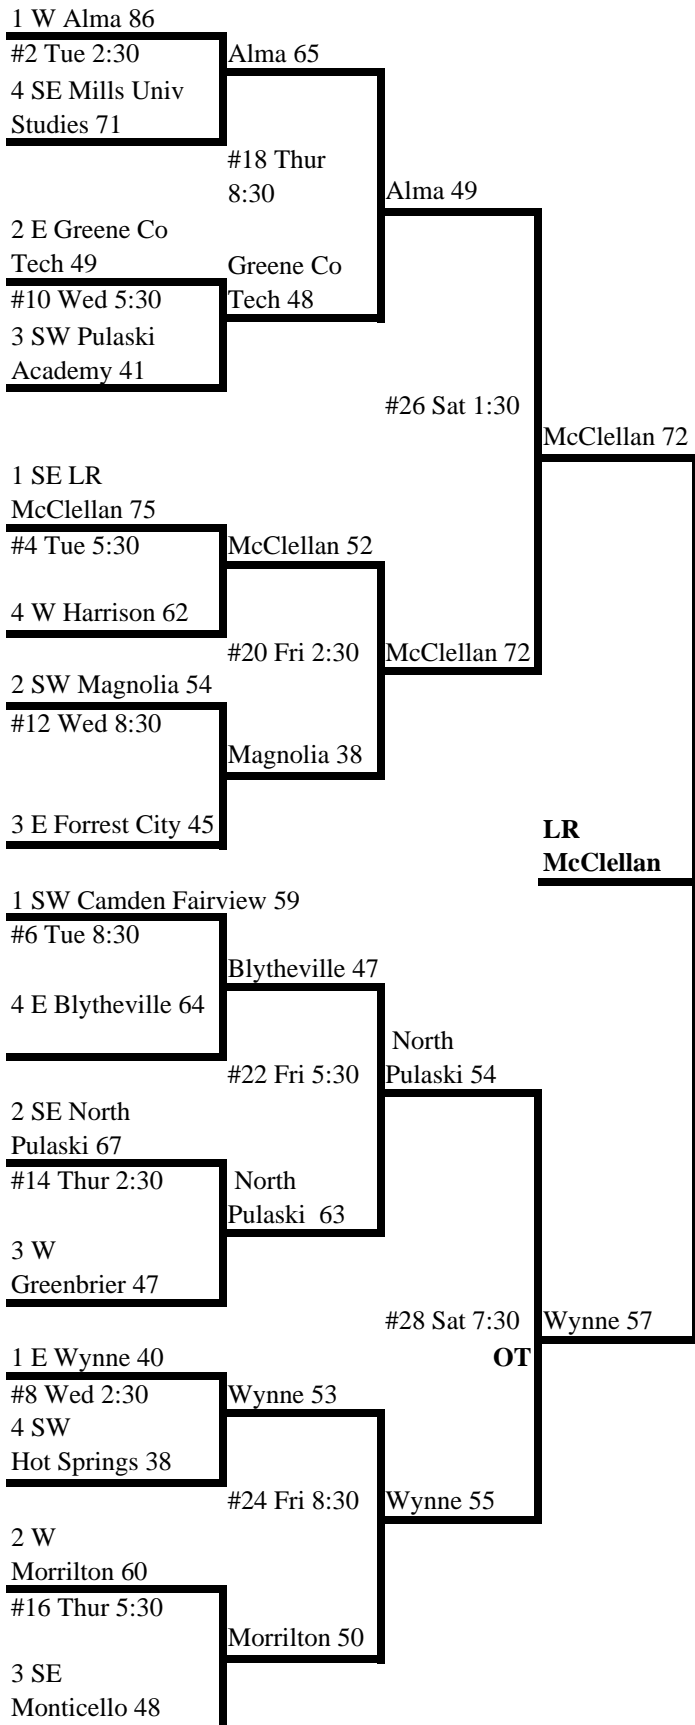 1 W Alma 86
#2 Tue 2:30
Alma 65
4 SE Mills Univ
Studies 71
#18 Thur
8:30
Alma 49
2 E Greene Co
Tech 49
Greene Co
Tech 48
#10 Wed 5:30
3 SW Pulaski
Academy 41
#26 Sat 1:30
McClellan 72
1 SE LR
McClellan 75
#4 Tue 5:30
McClellan 52
4 W Harrison 62
#20 Fri 2:30
McClellan 72
2 SW Magnolia 54
#12 Wed 8:30
Magnolia 38
3 E Forrest City 45
LR
McClellan
1 SW Camden Fairview 59
#6 Tue 8:30
Blytheville 47
4 E Blytheville 64
North
Pulaski 54
#22 Fri 5:30
2 SE North
Pulaski 67
#14 Thur 2:30
North
Pulaski  63
3 W
Greenbrier 47
#28 Sat 7:30
OT
Wynne 57
1 E Wynne 40
#8 Wed 2:30
Wynne 53
4 SW
Hot Springs 38
#24 Fri 8:30
Wynne 55
2 W
Morrilton 60
#16 Thur 5:30
Morrilton 50
3 SE
Monticello 48